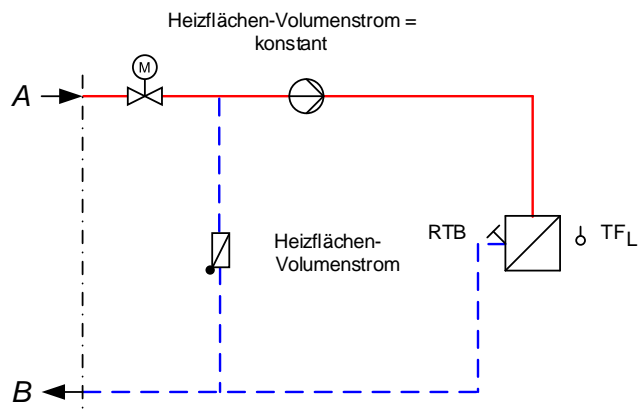 Heizflächen-Volumenstrom =
konstant
M
A
RTB
TFL
Heizflächen-
Volumenstrom
B